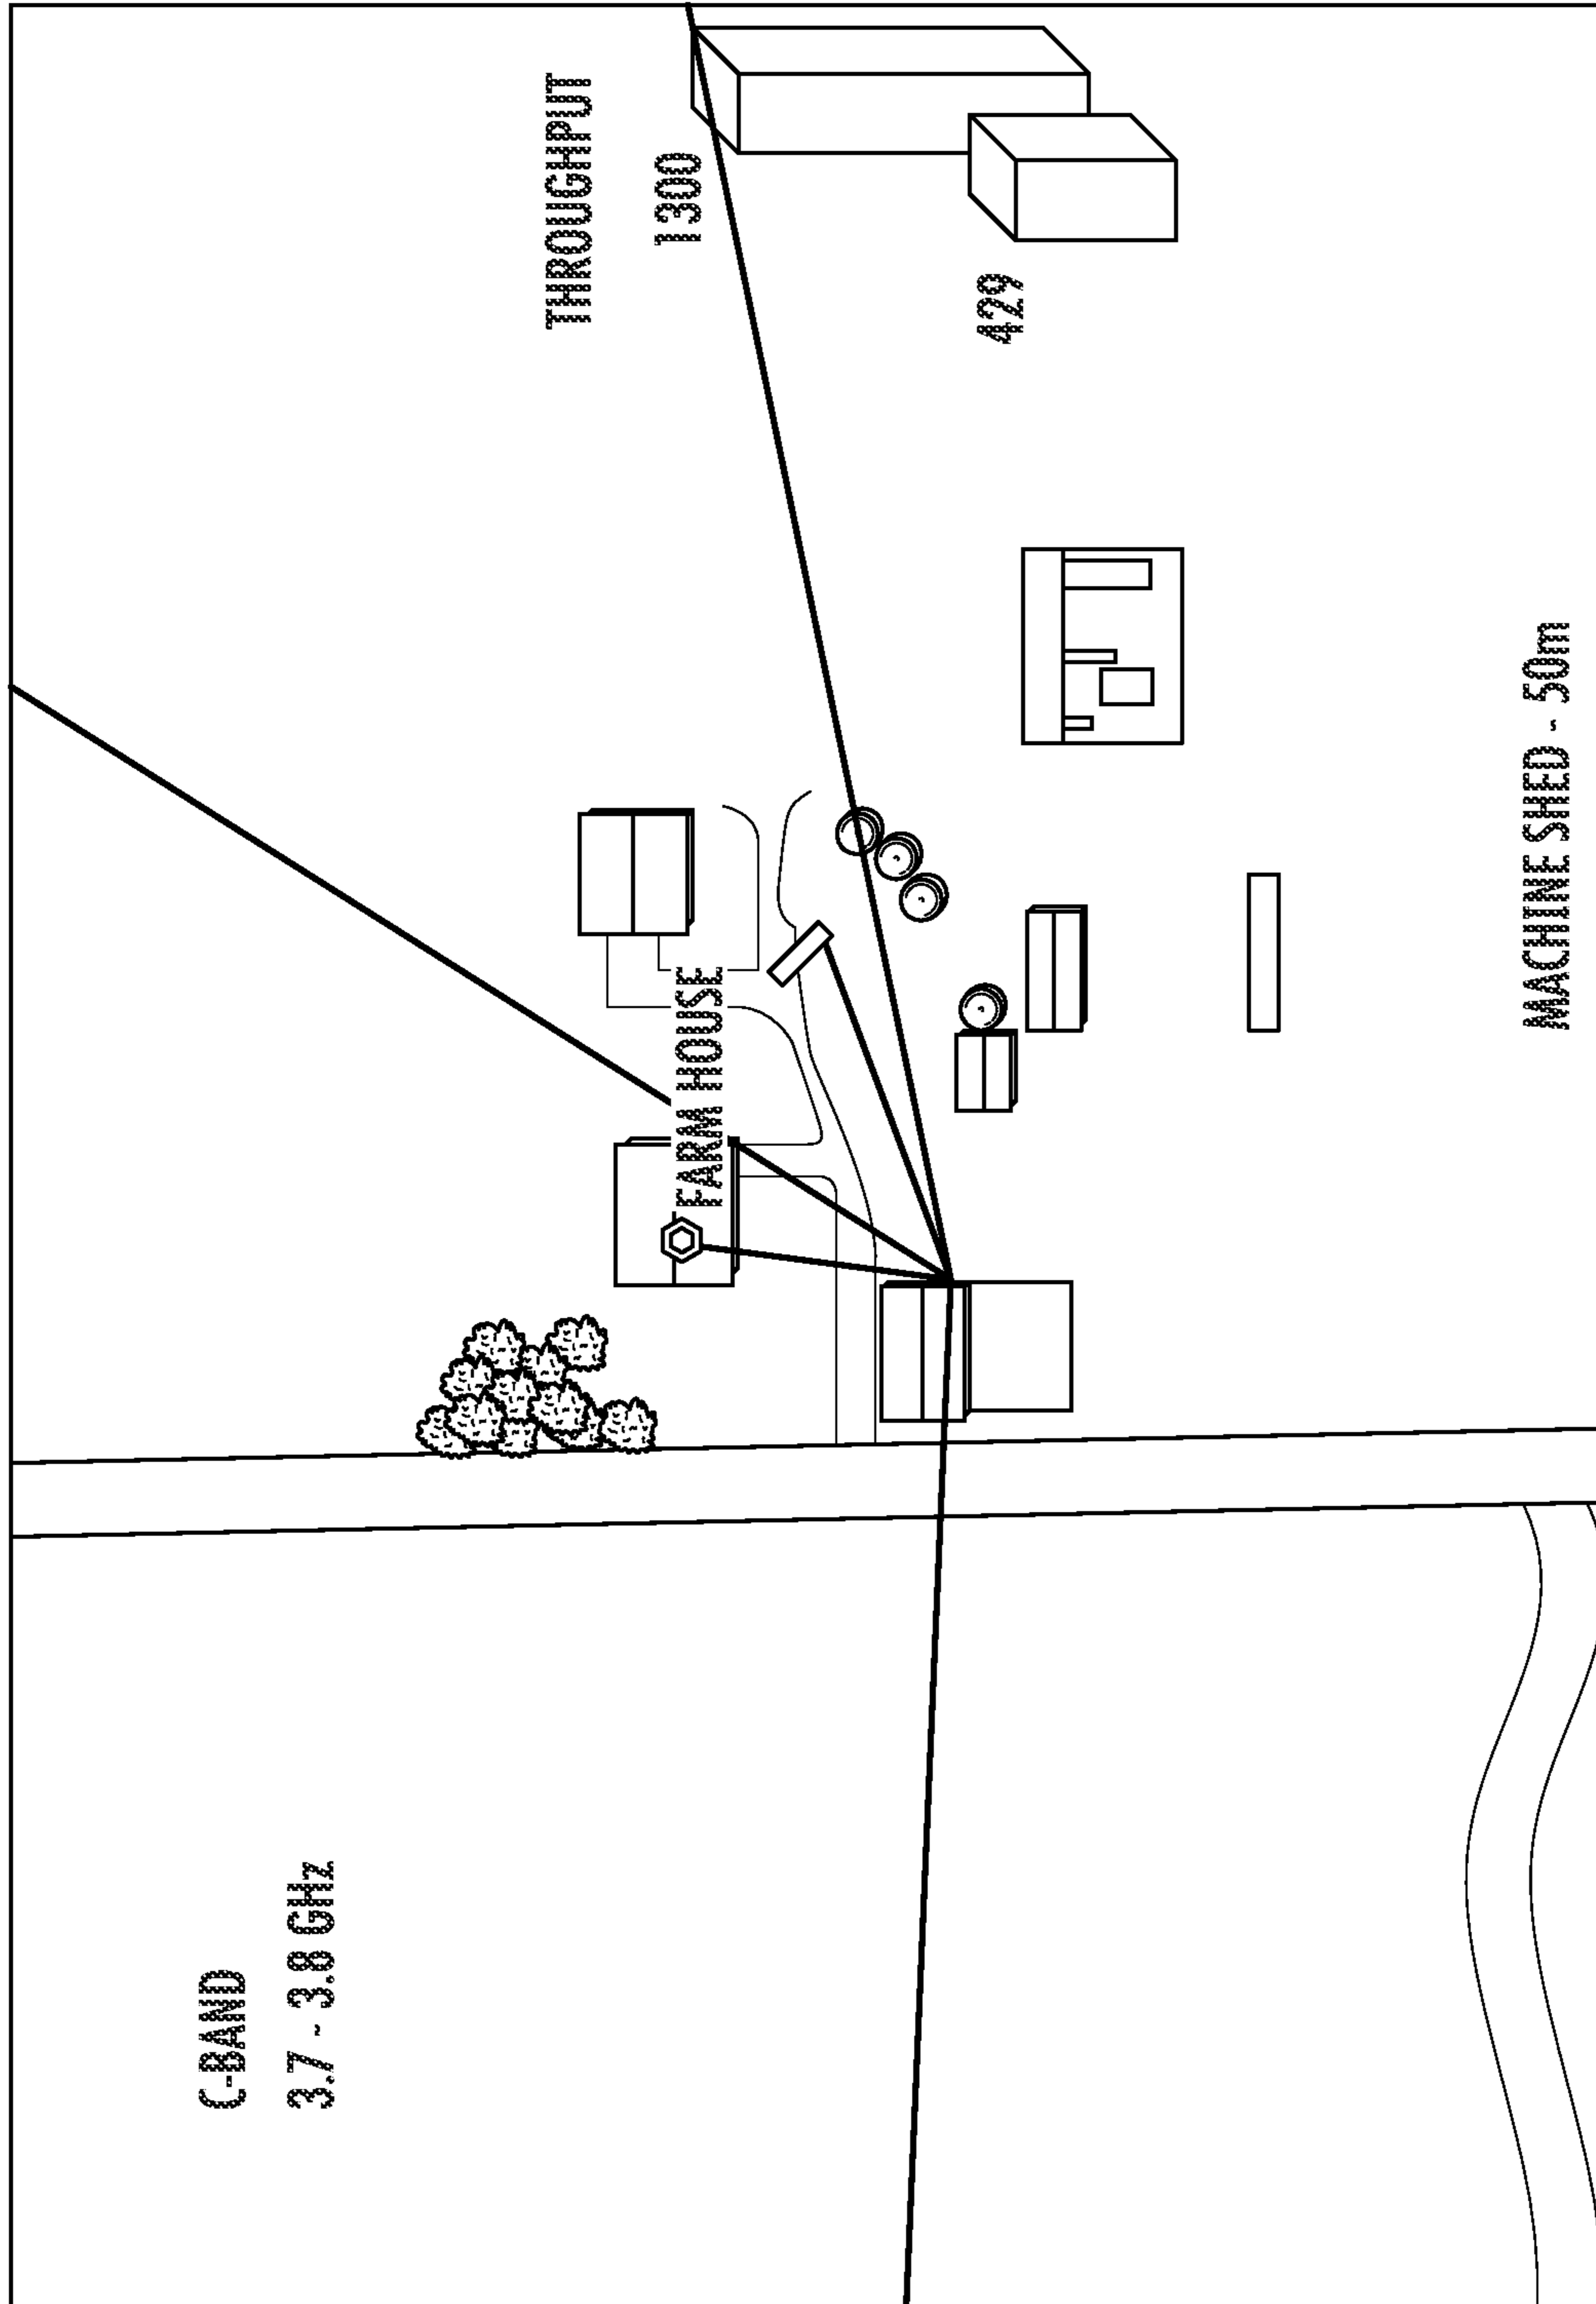 C-BAND
3.7 - 3.8 GHz
THROUGHPUT
1300
FARM HOUSE
429
MACHINE SHED - 50m